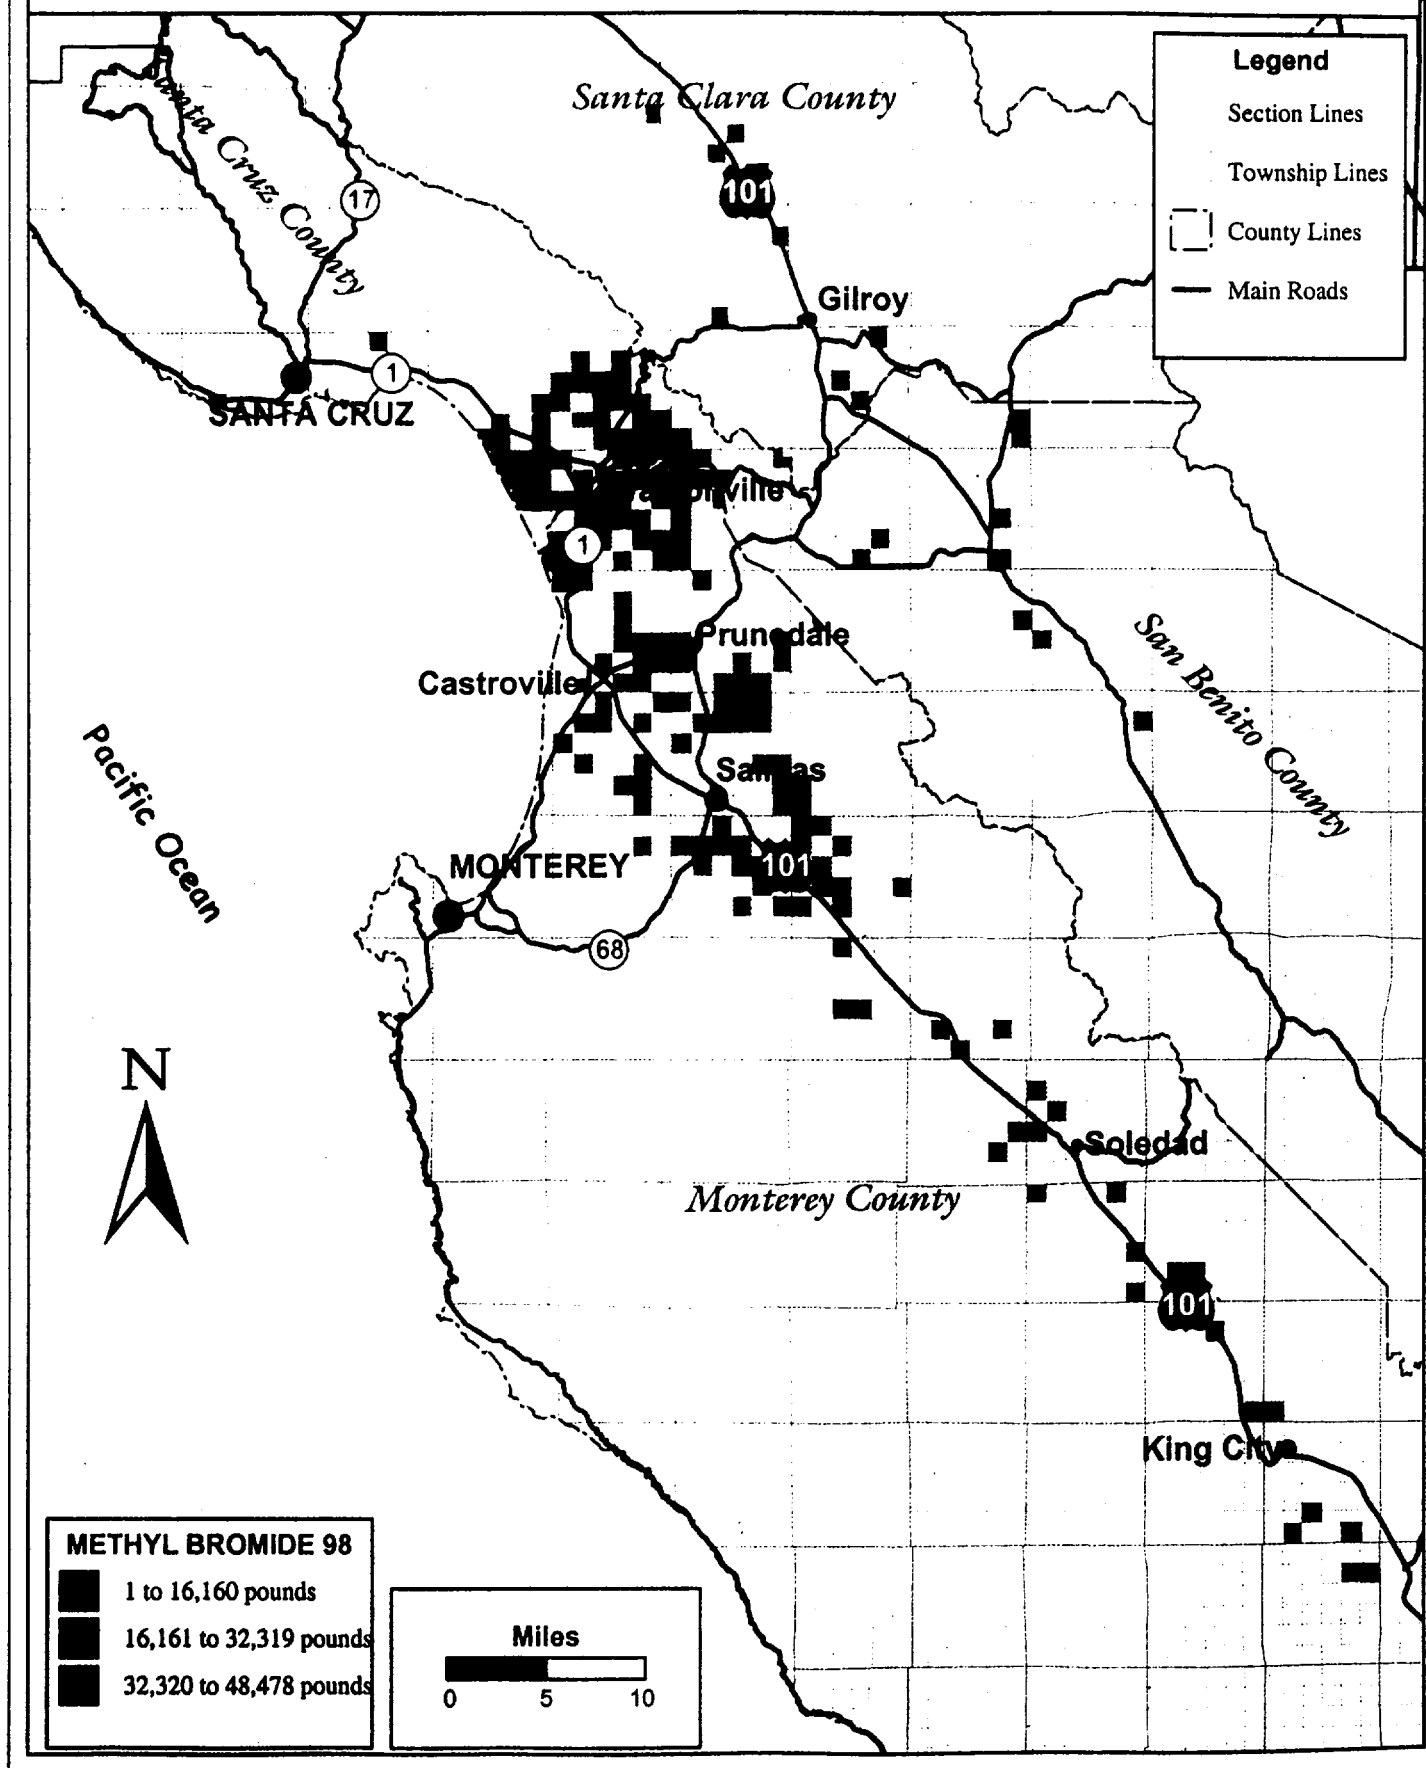 Legend
Section Lines
Township Lines
County Lines
Main Roads
Santa Clara County
Santa Cruz County
17
101
Gilroy
1
SANTA CRUZ
1
Prunedale
Castroville
San Benito County
Pacific Ocean
MONTEREY
101
68
N
Soledad
Monterey County
101
King City
METHYL BROMIDE 98
1 to 16,160 pounds
16,161 to 32,319 pounds
32,320 to 48,478 pounds
Miles
0 5 10